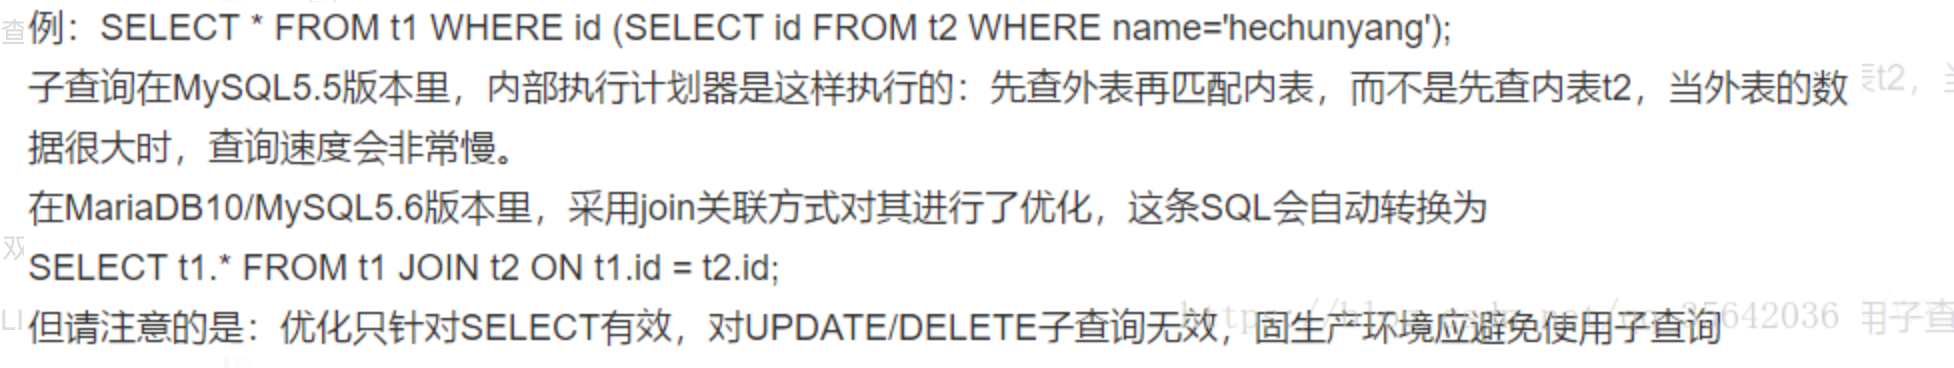 例：SELECT * FROM t1 WHERE id (SELECT id FROM t2 WHERE name='hechunyang');
子查询在MySQL5.5版本里，内部执行计划器是这样执行的：先查外表再匹配内表，而不是先查内表t2，当外表的数
据很大时，查询速度会非常慢。
在MariaDB10/MySQL5.6版本里，采用join关联方式对其进行了优化，这条SQL会自动转换为
SELECT t1.* FROM t1 JOIN t2 ON t1.id = t2.id;
但请注意的是：优化只针对SELECT有效，对UPDATE/DELETE子查询无效，固生产环境应避免使用子查询